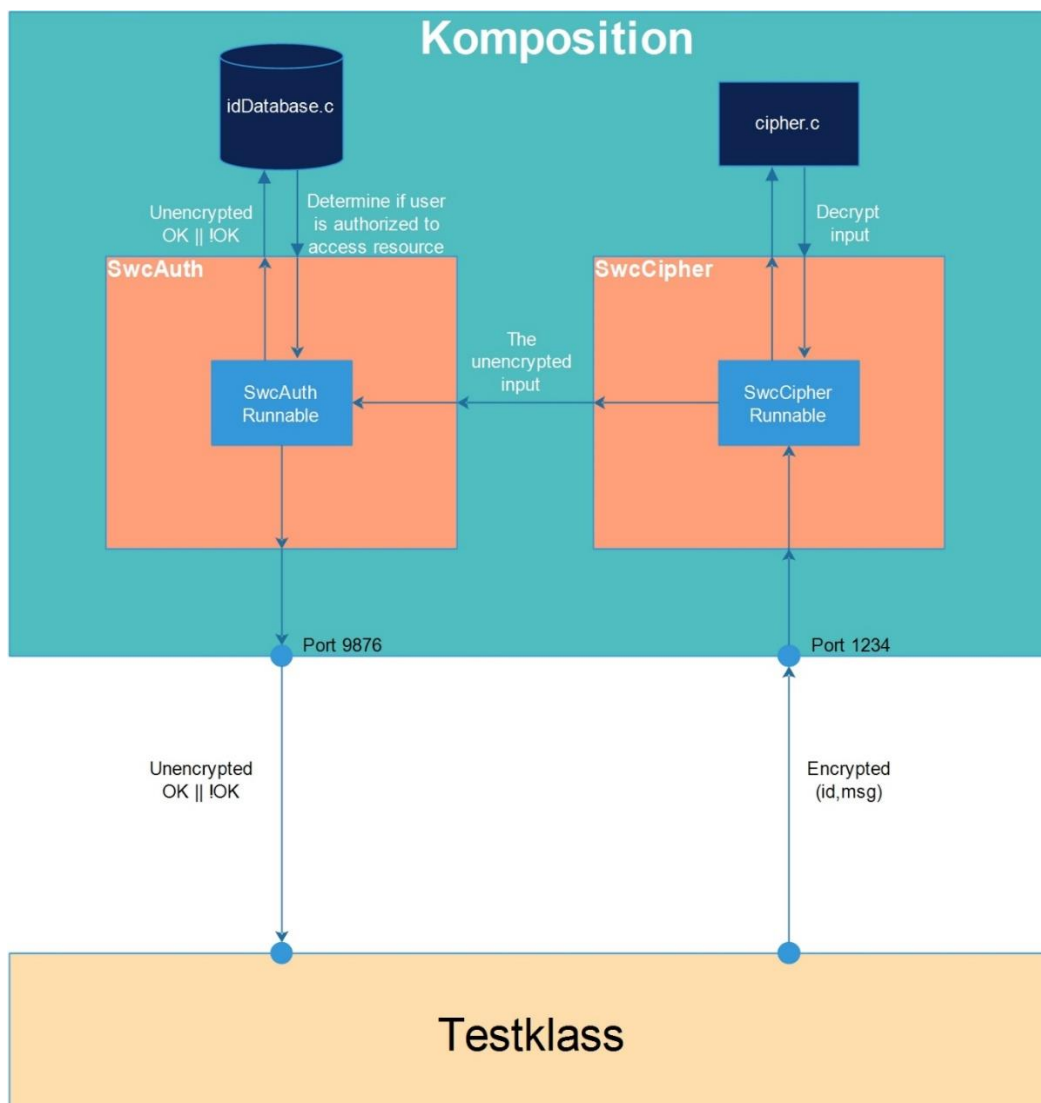 Komposition
idDatabase.c
cipher.c
Unencrypted
OK || !OK
Determine if user
is authorized to
access resource
Decrypt
input
SwcAuth
SwcCipher
The
unencrypted
input
SwcAuth
Runnable
SwcCipher
Runnable
Port 9876
Port 1234
Unencrypted
OK || !OK
Encrypted
(id,msg)
Testklass